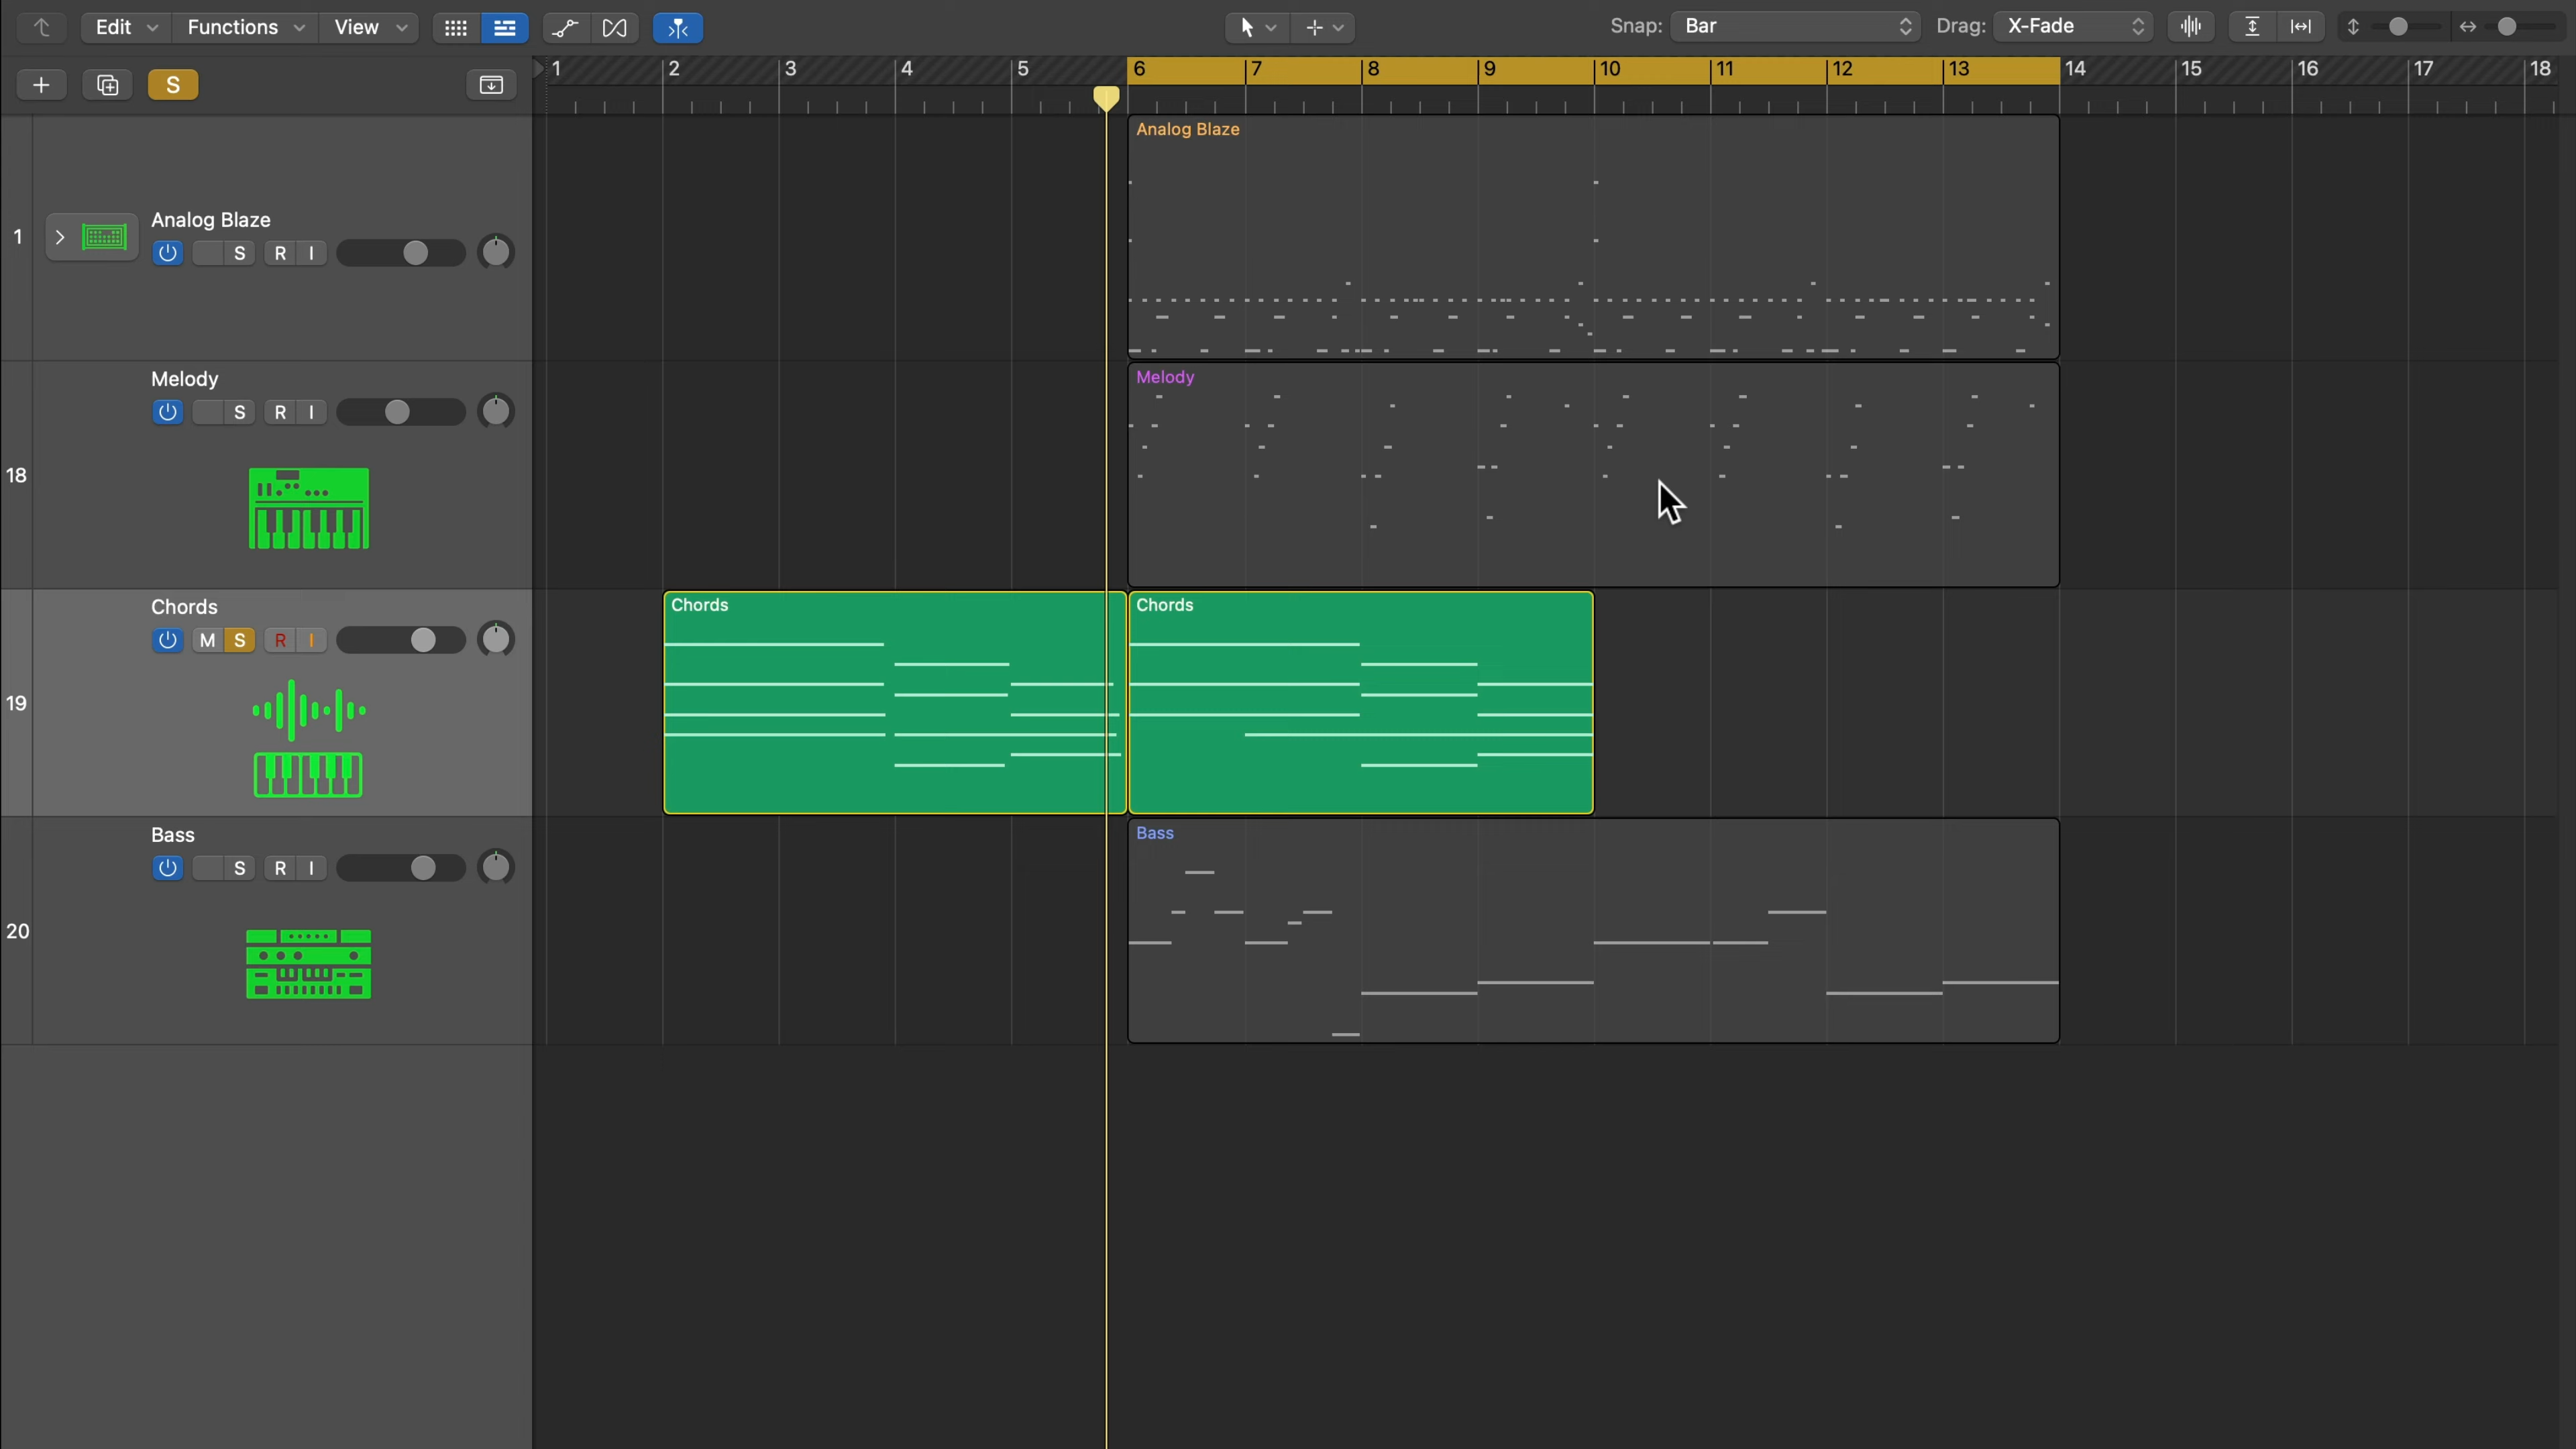 Edit Functions View Snap: Bar Drag: X-Fade
S 1 2 3 4 5 6 7 8 9 10 11 12 13 14 15 16 17 18
Analog Blaze
1 Analog Blaze
S R I
Melody Melody
S R I
18
Chords Chords Chords
M S R I
19
Bass Bass
S R I
20